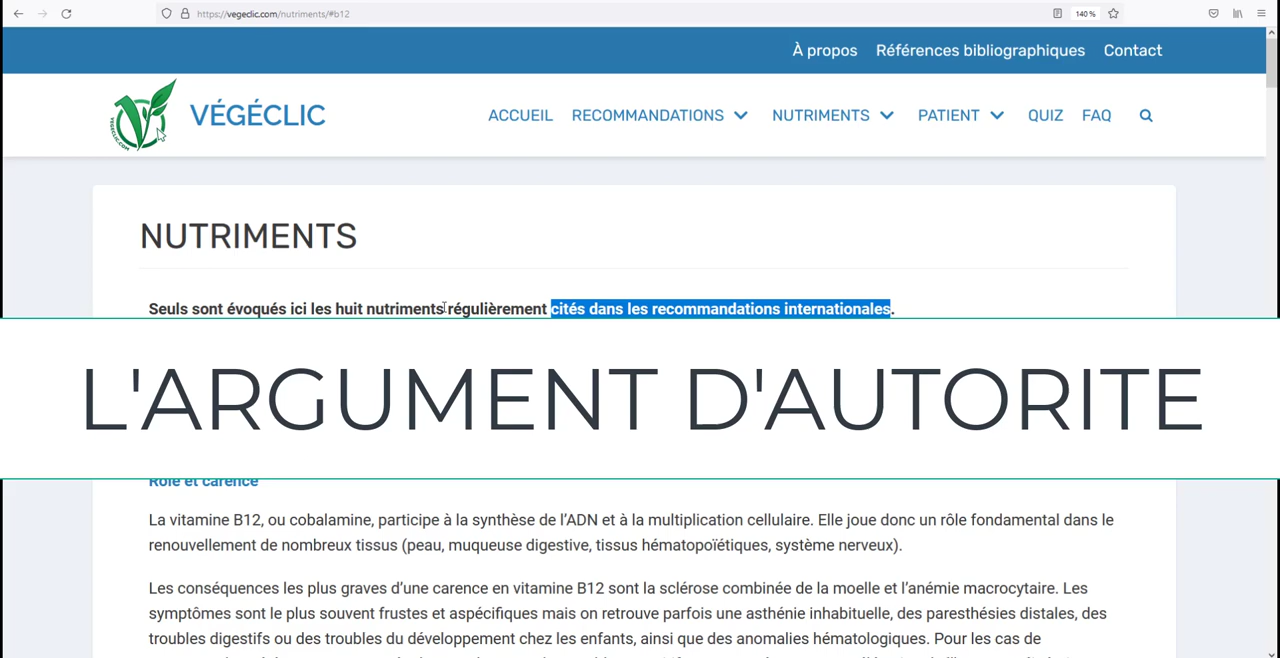 https://vegeclic.com/nutriments/#b12
140 %
À propos Références bibliographiques Contact
VÉGÉCLIC.COM
VÉGÉCLIC
ACCUEIL RECOMMANDATIONS NUTRIMENTS PATIENT QUIZ FAQ
NUTRIMENTS
Seuls sont évoqués ici les huit nutriments régulièrement cités dans les recommandations internationales.
L'ARGUMENT D'AUTORITE
Rôle et carence
La vitamine B12, ou cobalamine, participe à la synthèse de l’ADN et à la multiplication cellulaire. Elle joue donc un rôle fondamental dans le
renouvellement de nombreux tissus (peau, muqueuse digestive, tissus hématopoïétiques, système nerveux).
Les conséquences les plus graves d’une carence en vitamine B12 sont la sclérose combinée de la moelle et l’anémie macrocytaire. Les
symptômes sont le plus souvent frustes et aspécifiques mais on retrouve parfois une asthénie inhabituelle, des paresthésies distales, des
troubles digestifs ou des troubles du développement chez les enfants, ainsi que des anomalies hématologiques. Pour les cas de